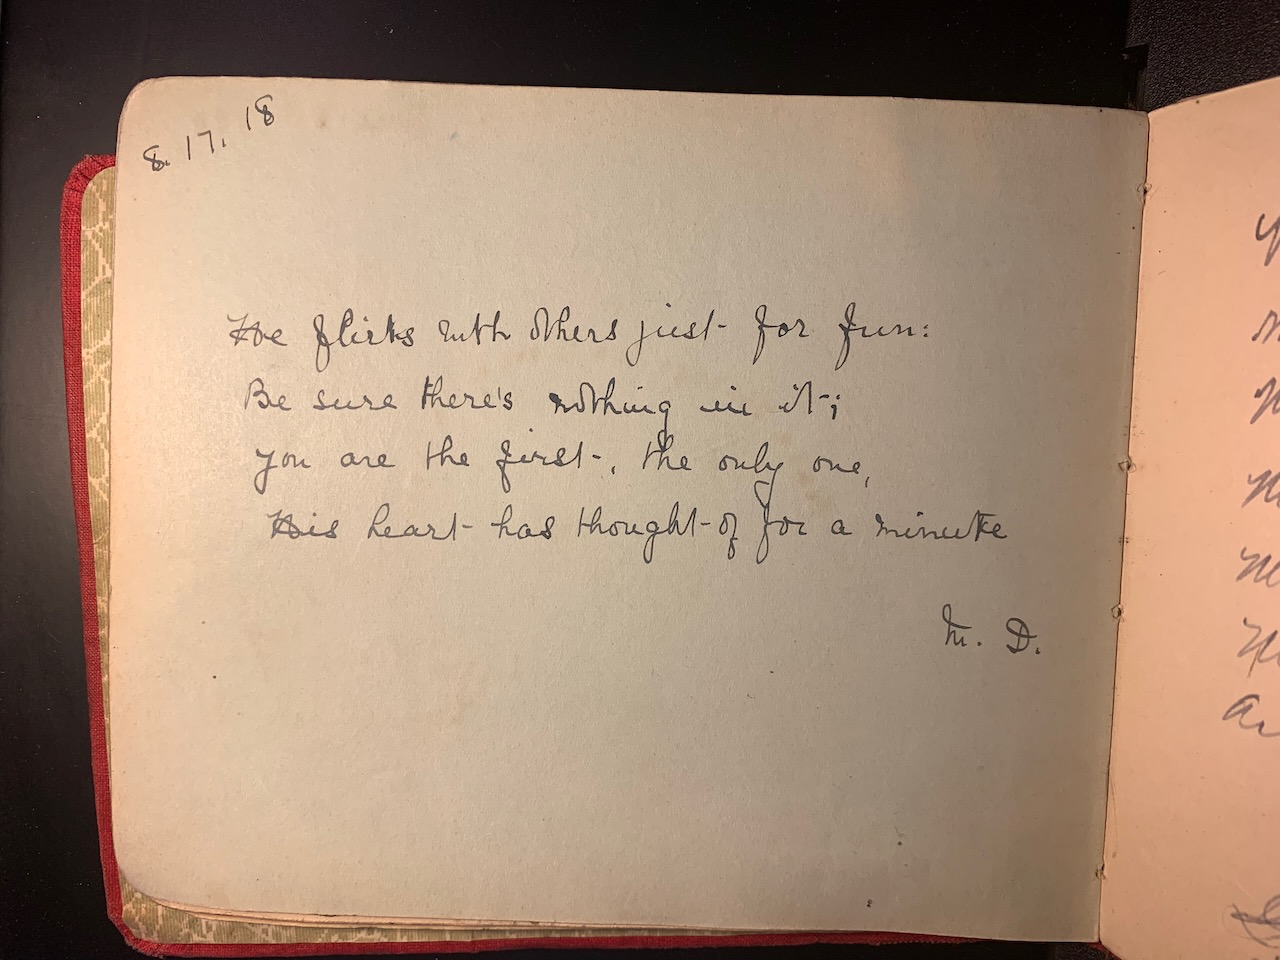 8. 17. 18
He flirts with others just for fun:
Be sure there's nothing in it;
You are the first, the only one,
His heart has thought of for a minute
M. D.